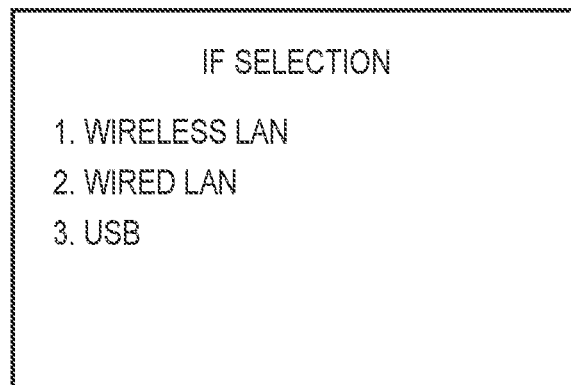 IF SELECTION
1. WIRELESS LAN
2. WIRED LAN
3. USB